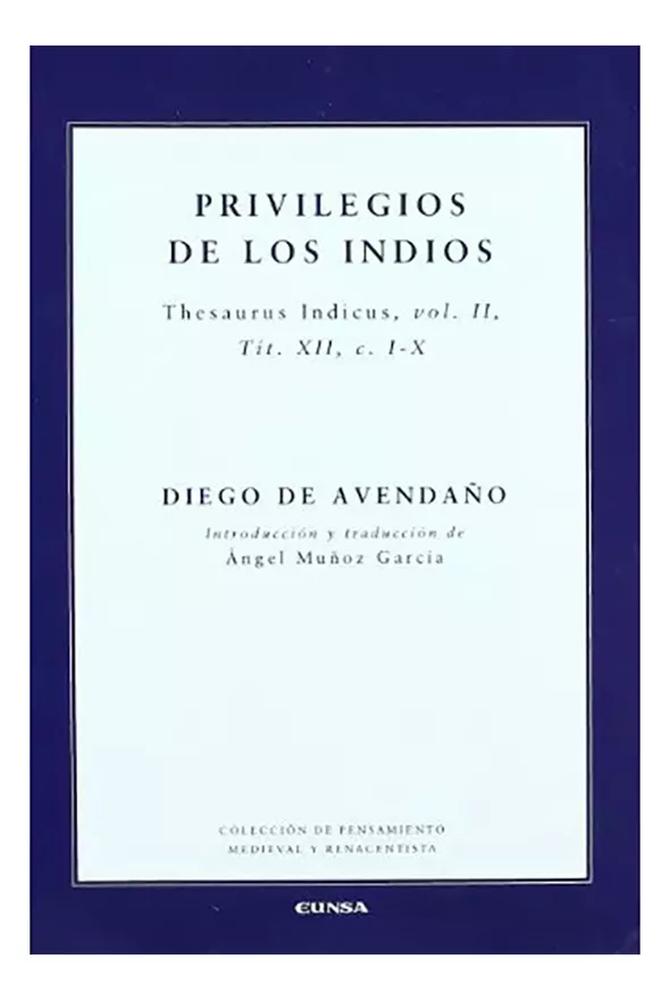 PRIVILEGIOS
DE LOS INDIOS
Thesaurus Indicus, vol. II,
Tít. XII, c. I-X
DIEGO DE AVENDAÑO
Introducción y traducción de
Ángel Muñoz García
COLECCIÓN DE PENSAMIENTO
MEDIEVAL Y RENACENTISTA
EUNSA